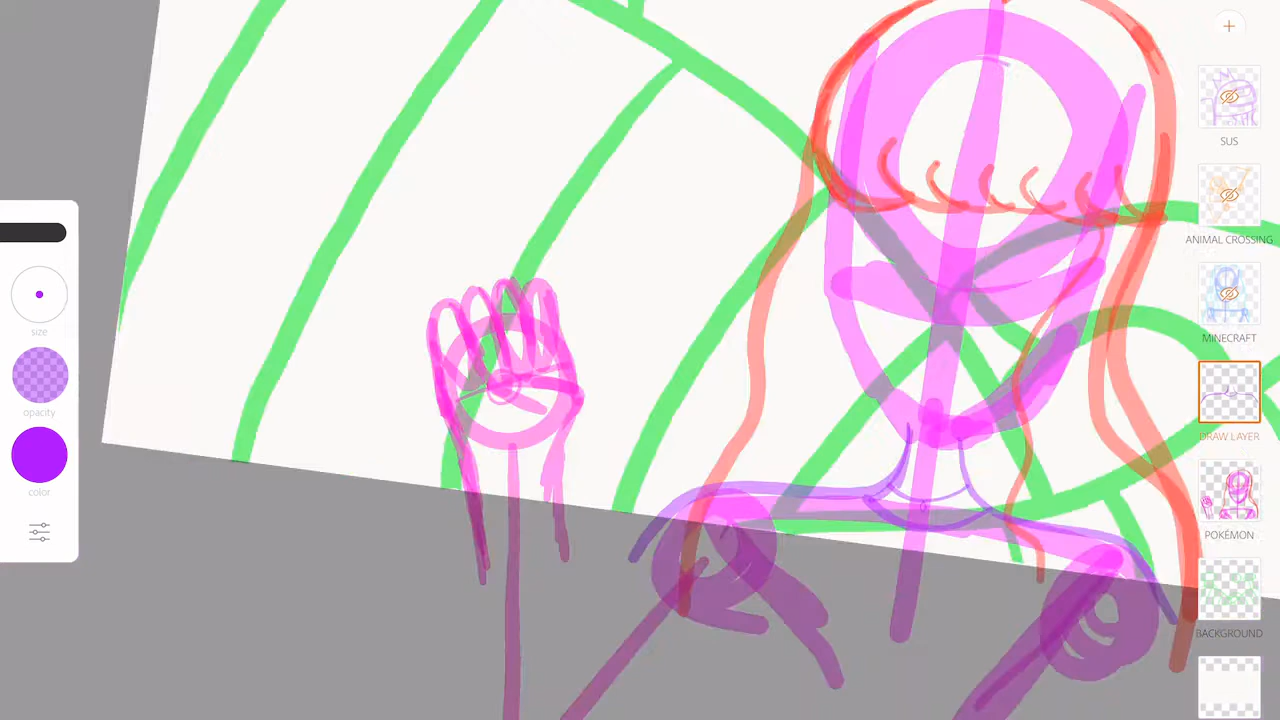 size
opacity
color
SUS
ANIMAL CROSSING
MINECRAFT
DRAW LAYER
POKÉMON
BACKGROUND